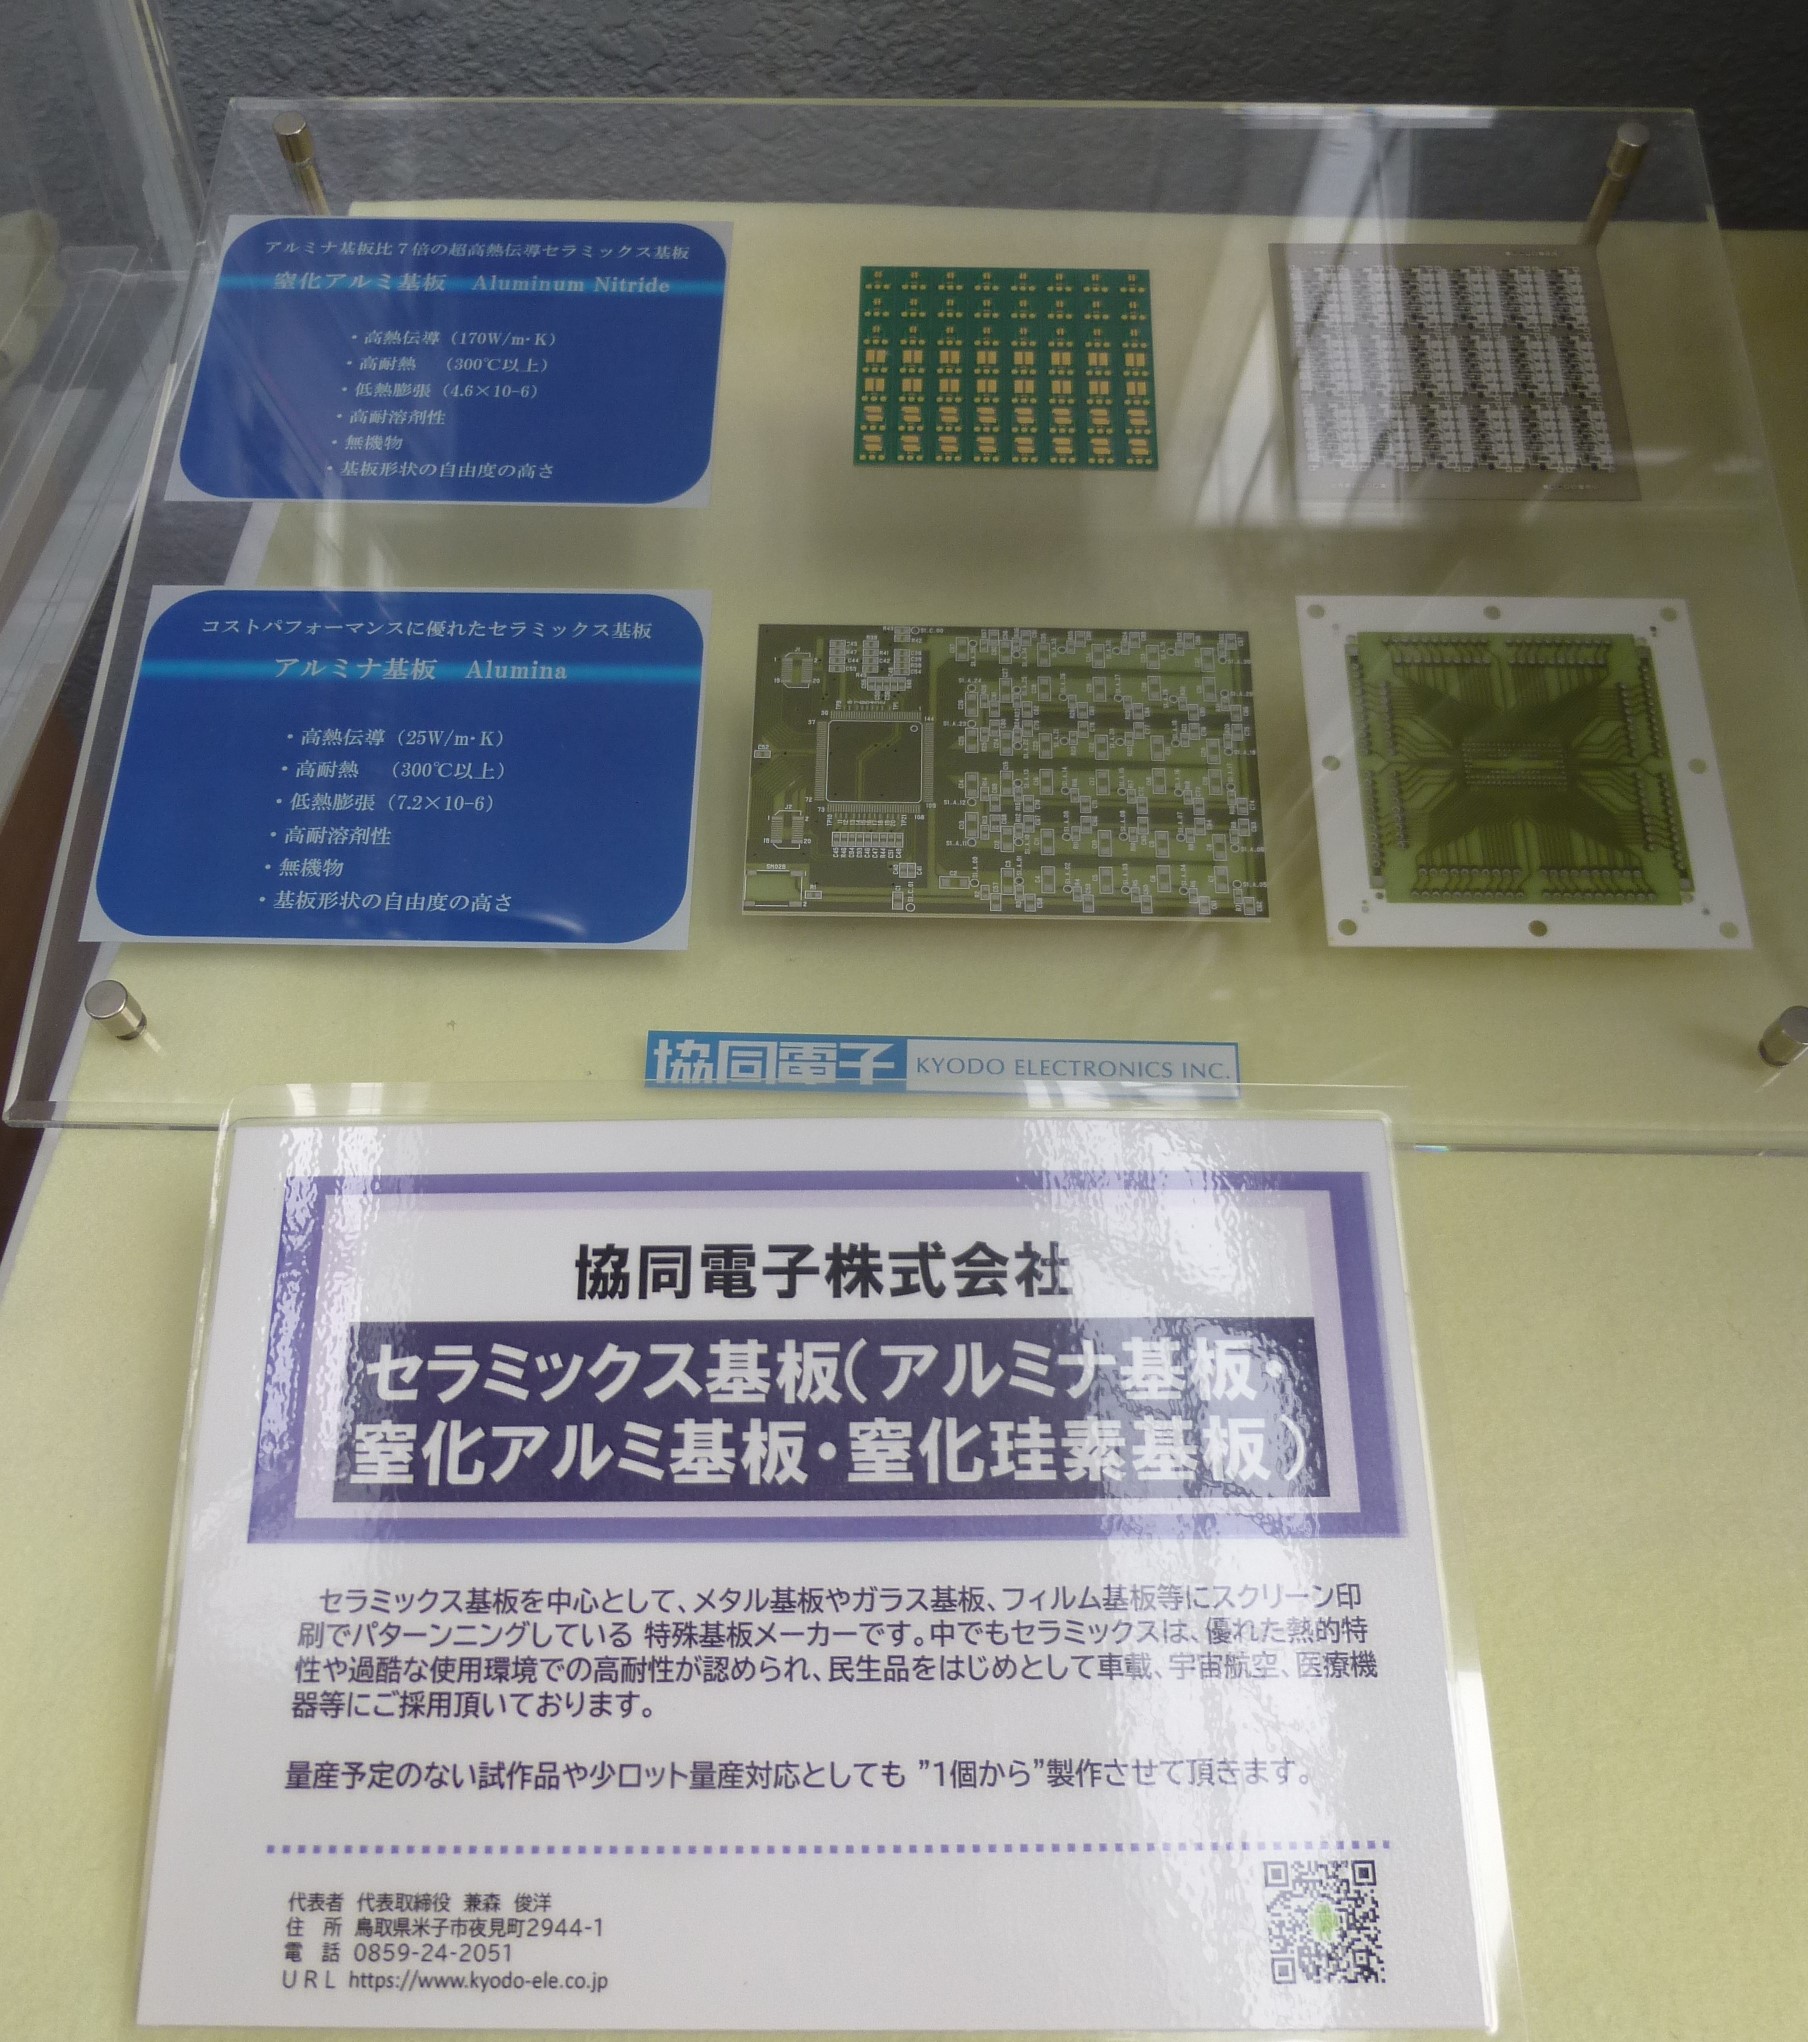 アルミナ基板比7倍の超高熱伝導セラミックス基板
窒化アルミ基板 Aluminum Nitride
・高熱伝導（170W/m·K）
・高耐熱 （300℃以上）
・低熱膨張（4.6×10-6）
・高耐溶剤性
・無機物
・基板形状の自由度の高さ
コストパフォーマンスに優れたセラミックス基板
アルミナ基板 Alumina
・高熱伝導（25W/m·K）
・高耐熱 （300℃以上）
・低熱膨張（7.2×10-6）
・高耐溶剤性
・無機物
・基板形状の自由度の高さ
協同電子 KYODO ELECTRONICS INC.
協同電子株式会社
セラミックス基板（アルミナ基板・
窒化アルミ基板・窒化珪素基板）
セラミックス基板を中心として、メタル基板やガラス基板、フィルム基板等にスクリーン印
刷でパターンニングしている 特殊基板メーカーです。中でもセラミックスは、優れた熱的特
性や過酷な使用環境での高耐性が認められ、民生品をはじめとして車載、宇宙航空、医療機
器等にご採用頂いております。
量産予定のない試作品や少ロット量産対応としても ”1個から”製作させて頂きます。
代表者 代表取締役 兼森 俊洋
住 所 鳥取県米子市夜見町2944-1
電 話 0859-24-2051
URL https://www.kyodo-ele.co.jp